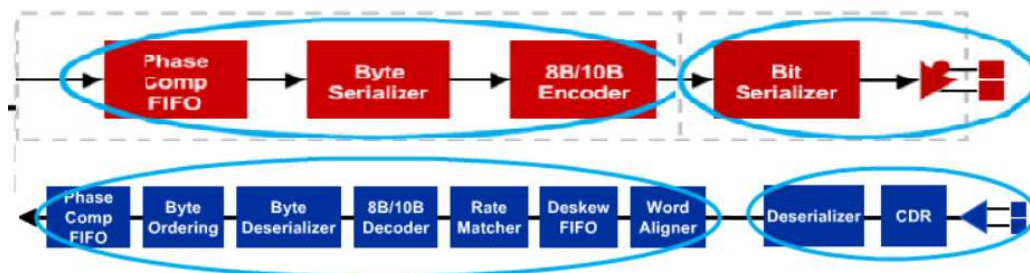 Phase
Comp
FIFO
Byte
Serializer
8B/10B
Encoder
Bit
Serializer
Phase
Comp
FIFO
Byte
Ordering
Byte
Deserializer
8B/10B
Decoder
Rate
Matcher
Deskew
FIFO
Word
Aligner
Deserializer
CDR